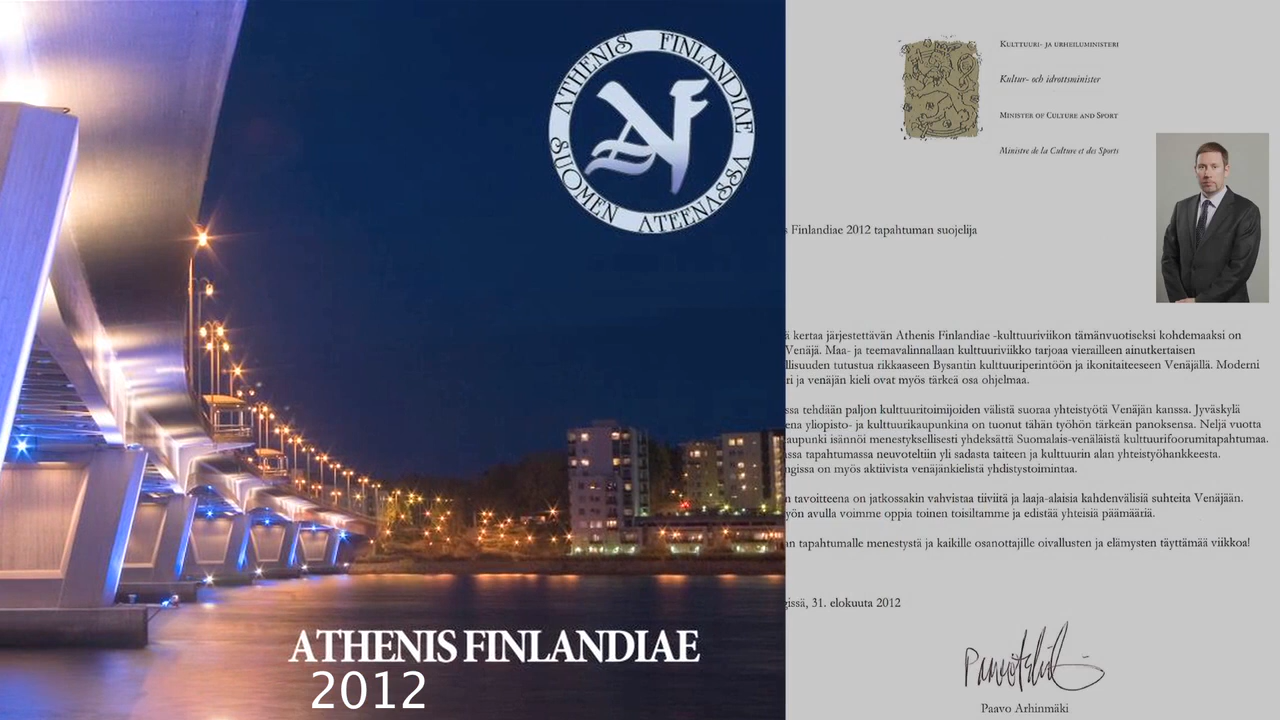 ATHENIS FINLANDIAE
SUOMEN ATEENASSA
ATHENIS FINLANDIAE
2012
KULTTUURI- JA URHEILUMINISTERI
Kultur- och idrottsminister
MINISTER OF CULTURE AND SPORT
Ministre de la Culture et des Sports
Finlandiae 2012 tapahtuman suojelija
kertaa järjestettävän Athenis Finlandiae -kulttuuriviikon tämänvuotiseksi kohdemaaksi on
Venäjä. Maa- ja teemavalinnallaan kulttuuriviikko tarjoaa vierailleen ainutkertaisen
llisuuden tutustua rikkaaseen Bysantin kulttuuriperintöön ja ikonitaiteeseen Venäjällä. Moderni
ri ja venäjän kieli ovat myös tärkeä osa ohjelmaa.
ssa tehdään paljon kulttuuritoimijoiden välistä suoraa yhteistyötä Venäjän kanssa. Jyväskylä
ena yliopisto- ja kulttuurikaupunkina on tuonut tähän työhön tärkeän panoksensa. Neljä vuotta
aupunki isännöi menestyksellisesti yhdeksättä Suomalais-venäläistä kulttuurifoorumitapahtumaa.
assa tapahtumassa neuvoteltiin yli sadasta taiteen ja kulttuurin alan yhteistyöhankkeesta.
ngissa on myös aktiivista venäjänkielistä yhdistystoimintaa.
n tavoitteena on jatkossakin vahvistaa tiiviitä ja laaja-alaisia kahdenvälisiä suhteita Venäjään.
yön avulla voimme oppia toinen toisiltamme ja edistää yhteisiä päämääriä.
an tapahtumalle menestystä ja kaikille osanottajille oivallusten ja elämysten täyttämää viikkoa!
gissä, 31. elokuuta 2012
Paavo Arhinmäki